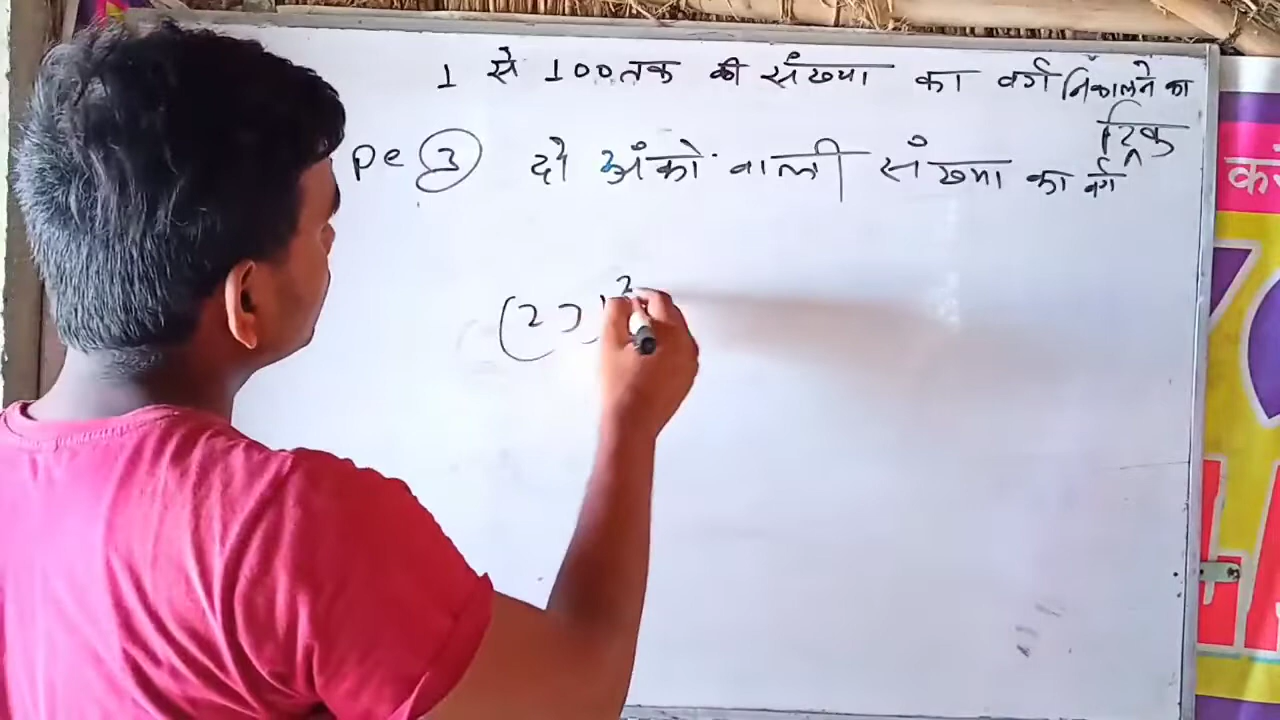 1 से 100 तक की संख्या का वर्ग निकालने का
ट्रिक
pe 3 दो अंको वाली संख्या का वर्ग
(27)²